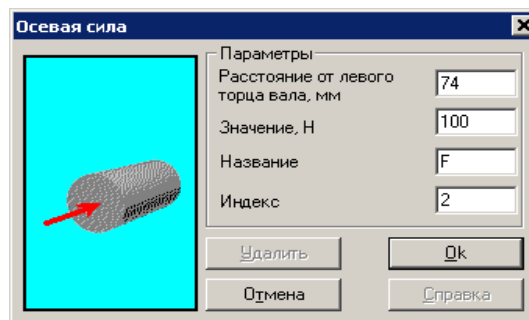 Осевая сила
Параметры
Расстояние от левого
торца вала, мм
74
Значение, Н
100
Название
F
Индекс
2
Удалить
Ok
Отмена
Справка